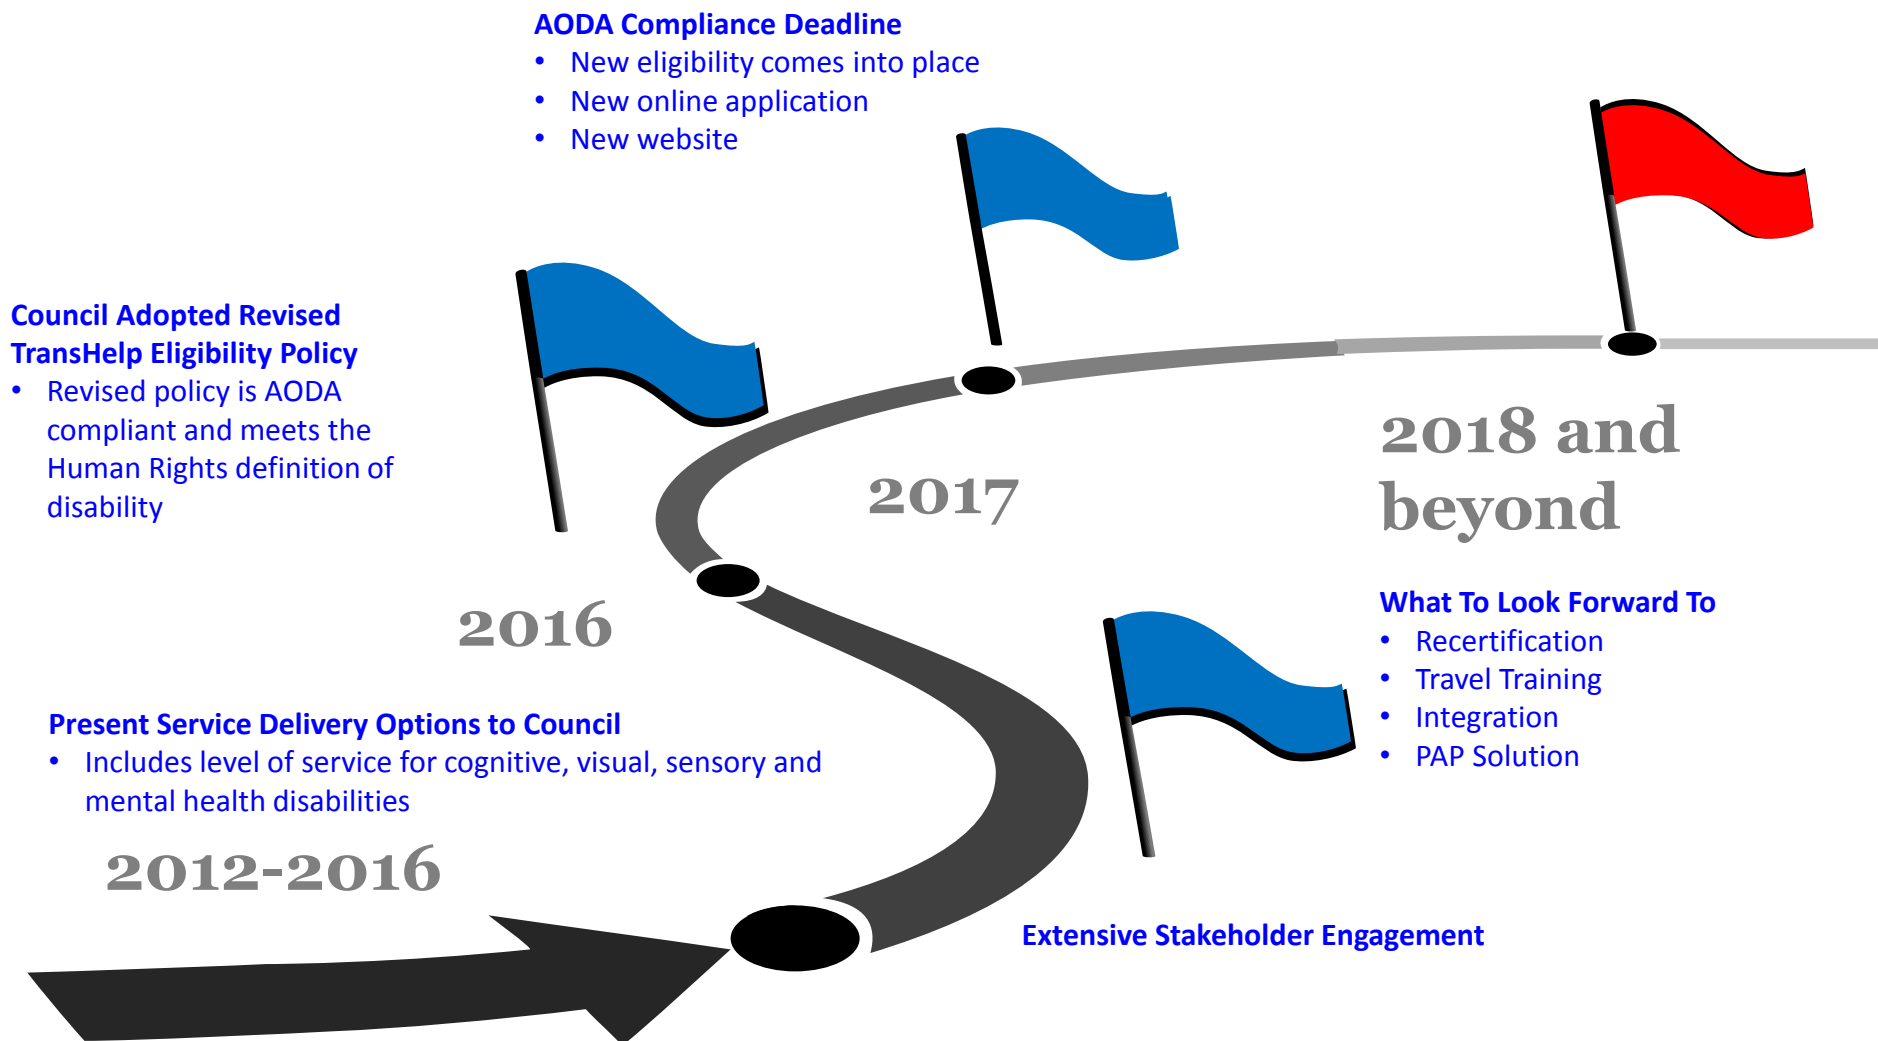 AODA Compliance Deadline
• New eligibility comes into place
• New online application
• New website
Council Adopted Revised
TransHelp Eligibility Policy
• Revised policy is AODA
compliant and meets the
Human Rights definition of
disability
2017
2018 and
beyond
2016
What To Look Forward To
• Recertification
• Travel Training
• Integration
• PAP Solution
Present Service Delivery Options to Council
• Includes level of service for cognitive, visual, sensory and
mental health disabilities
2012-2016
Extensive Stakeholder Engagement